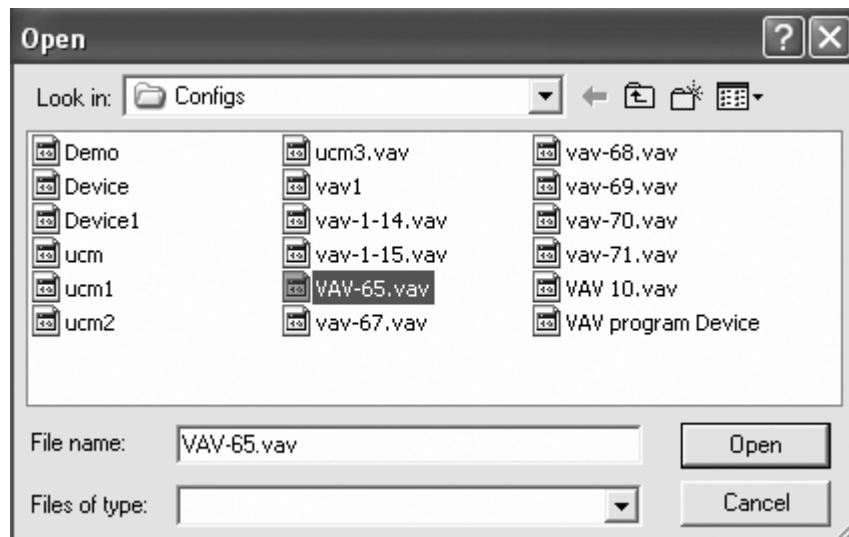 Open
Look in: Configs
Demo
Device
Device1
ucm
ucm1
ucm2
ucm3.vav
vav1
vav-1-14.vav
vav-1-15.vav
VAV-65.vav
vav-67.vav
vav-68.vav
vav-69.vav
vav-70.vav
vav-71.vav
VAV 10.vav
VAV program Device
File name: VAV-65.vav Open
Files of type: Cancel